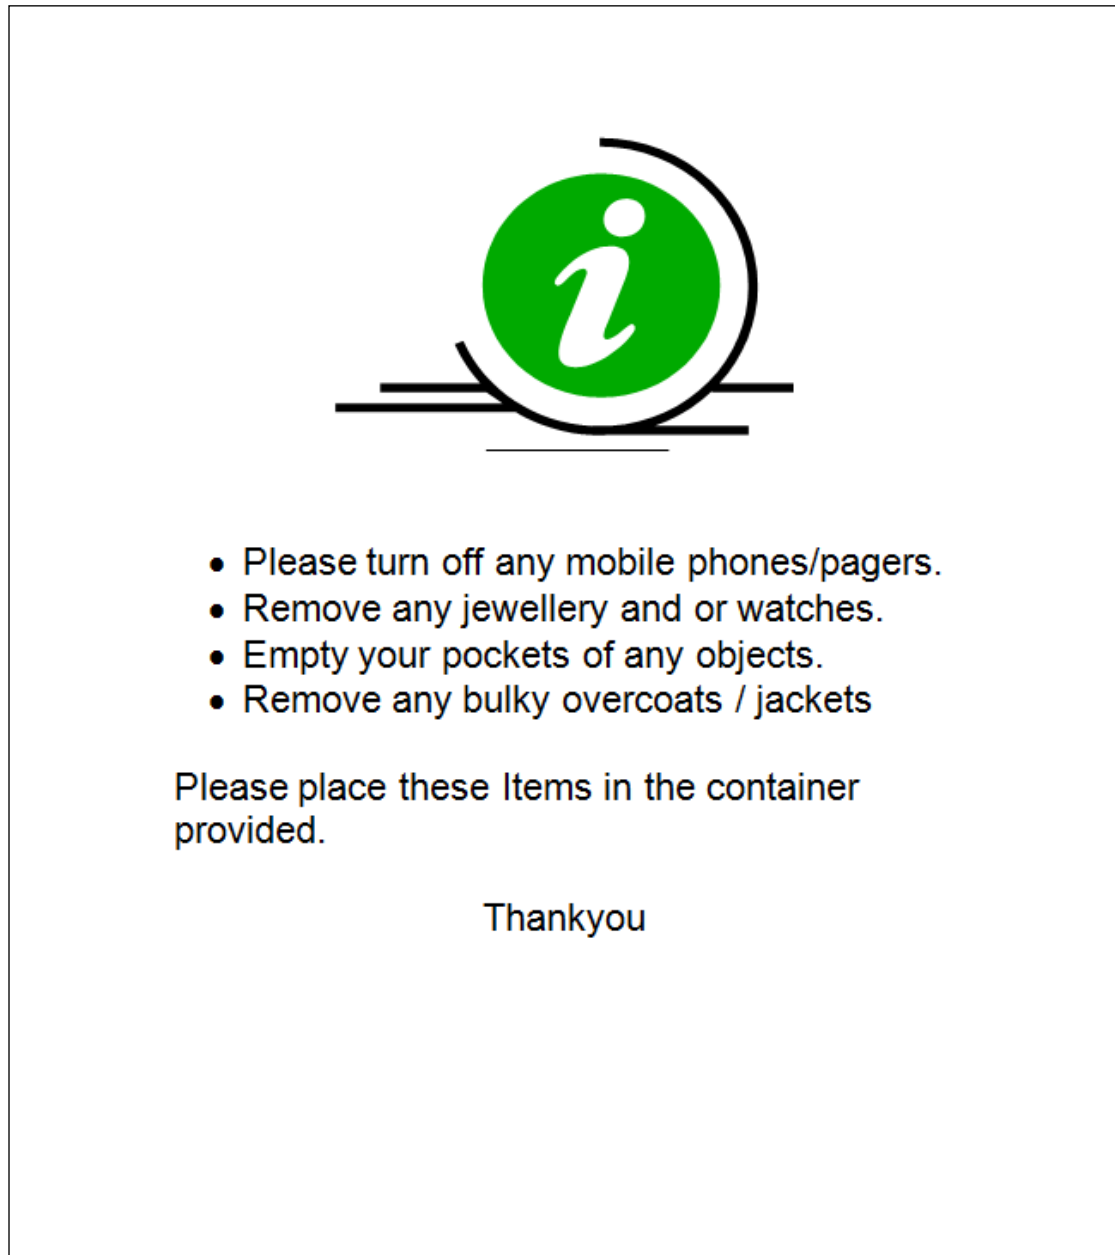 i
• Please turn off any mobile phones/pagers.
• Remove any jewellery and or watches.
• Empty your pockets of any objects.
• Remove any bulky overcoats / jackets
Please place these Items in the container
provided.
Thankyou